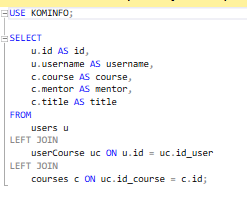 USE KOMINFO;
SELECT
u.id AS id,
u.username AS username,
c.course AS course,
c.mentor AS mentor,
c.title AS title
FROM
users u
LEFT JOIN
userCourse uc ON u.id = uc.id_user
LEFT JOIN
courses c ON uc.id_course = c.id;